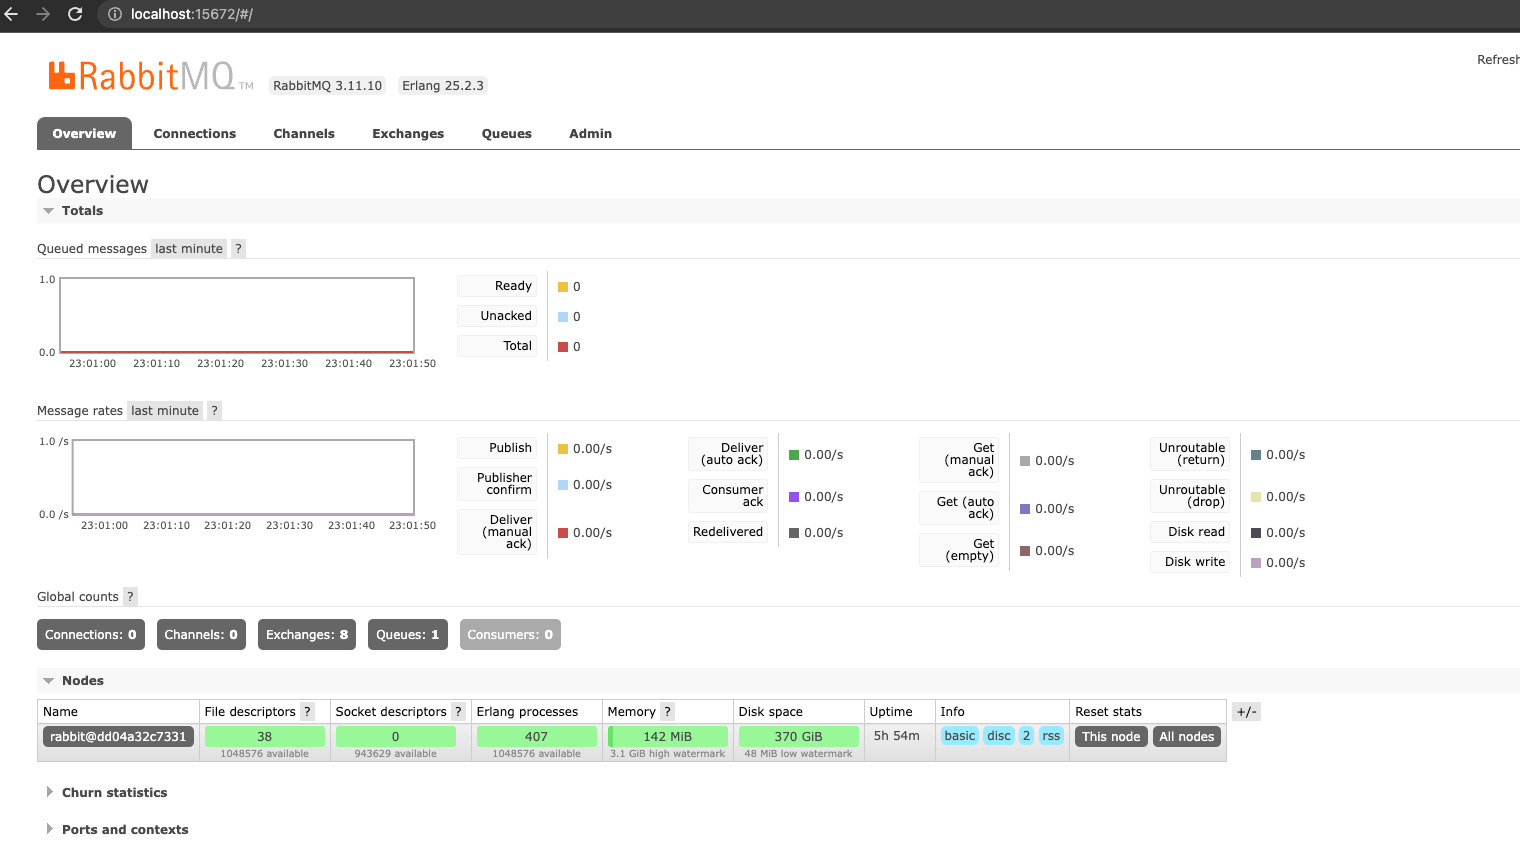 localhost:15672/#/
Refresh
RabbitMQ TM RabbitMQ 3.11.10 Erlang 25.2.3
Overview Connections Channels Exchanges Queues Admin
Overview
Totals
Queued messages last minute ?
1.0
0.0
23:01:00 23:01:10 23:01:20 23:01:30 23:01:40 23:01:50
Ready 0
Unacked 0
Total 0
Message rates last minute ?
1.0 /s
0.0 /s
23:01:00 23:01:10 23:01:20 23:01:30 23:01:40 23:01:50
Publish 0.00/s
Publisher
confirm 0.00/s
Deliver
(manual
ack) 0.00/s
Deliver
(auto ack) 0.00/s
Consumer
ack 0.00/s
Redelivered 0.00/s
Get
(manual
ack) 0.00/s
Get (auto
ack) 0.00/s
Get
(empty) 0.00/s
Unroutable
(return) 0.00/s
Unroutable
(drop) 0.00/s
Disk read 0.00/s
Disk write 0.00/s
Global counts ?
Connections: 0 Channels: 0 Exchanges: 8 Queues: 1 Consumers: 0
Nodes
Name File descriptors ? Socket descriptors ? Erlang processes Memory ? Disk space Uptime Info Reset stats +/-
rabbit@dd04a32c7331 38 0 407 142 MiB 370 GiB 5h 54m basic disc 2 rss This node All nodes
1048576 available 943629 available 1048576 available 3.1 GiB high watermark 48 MiB low watermark
Churn statistics
Ports and contexts